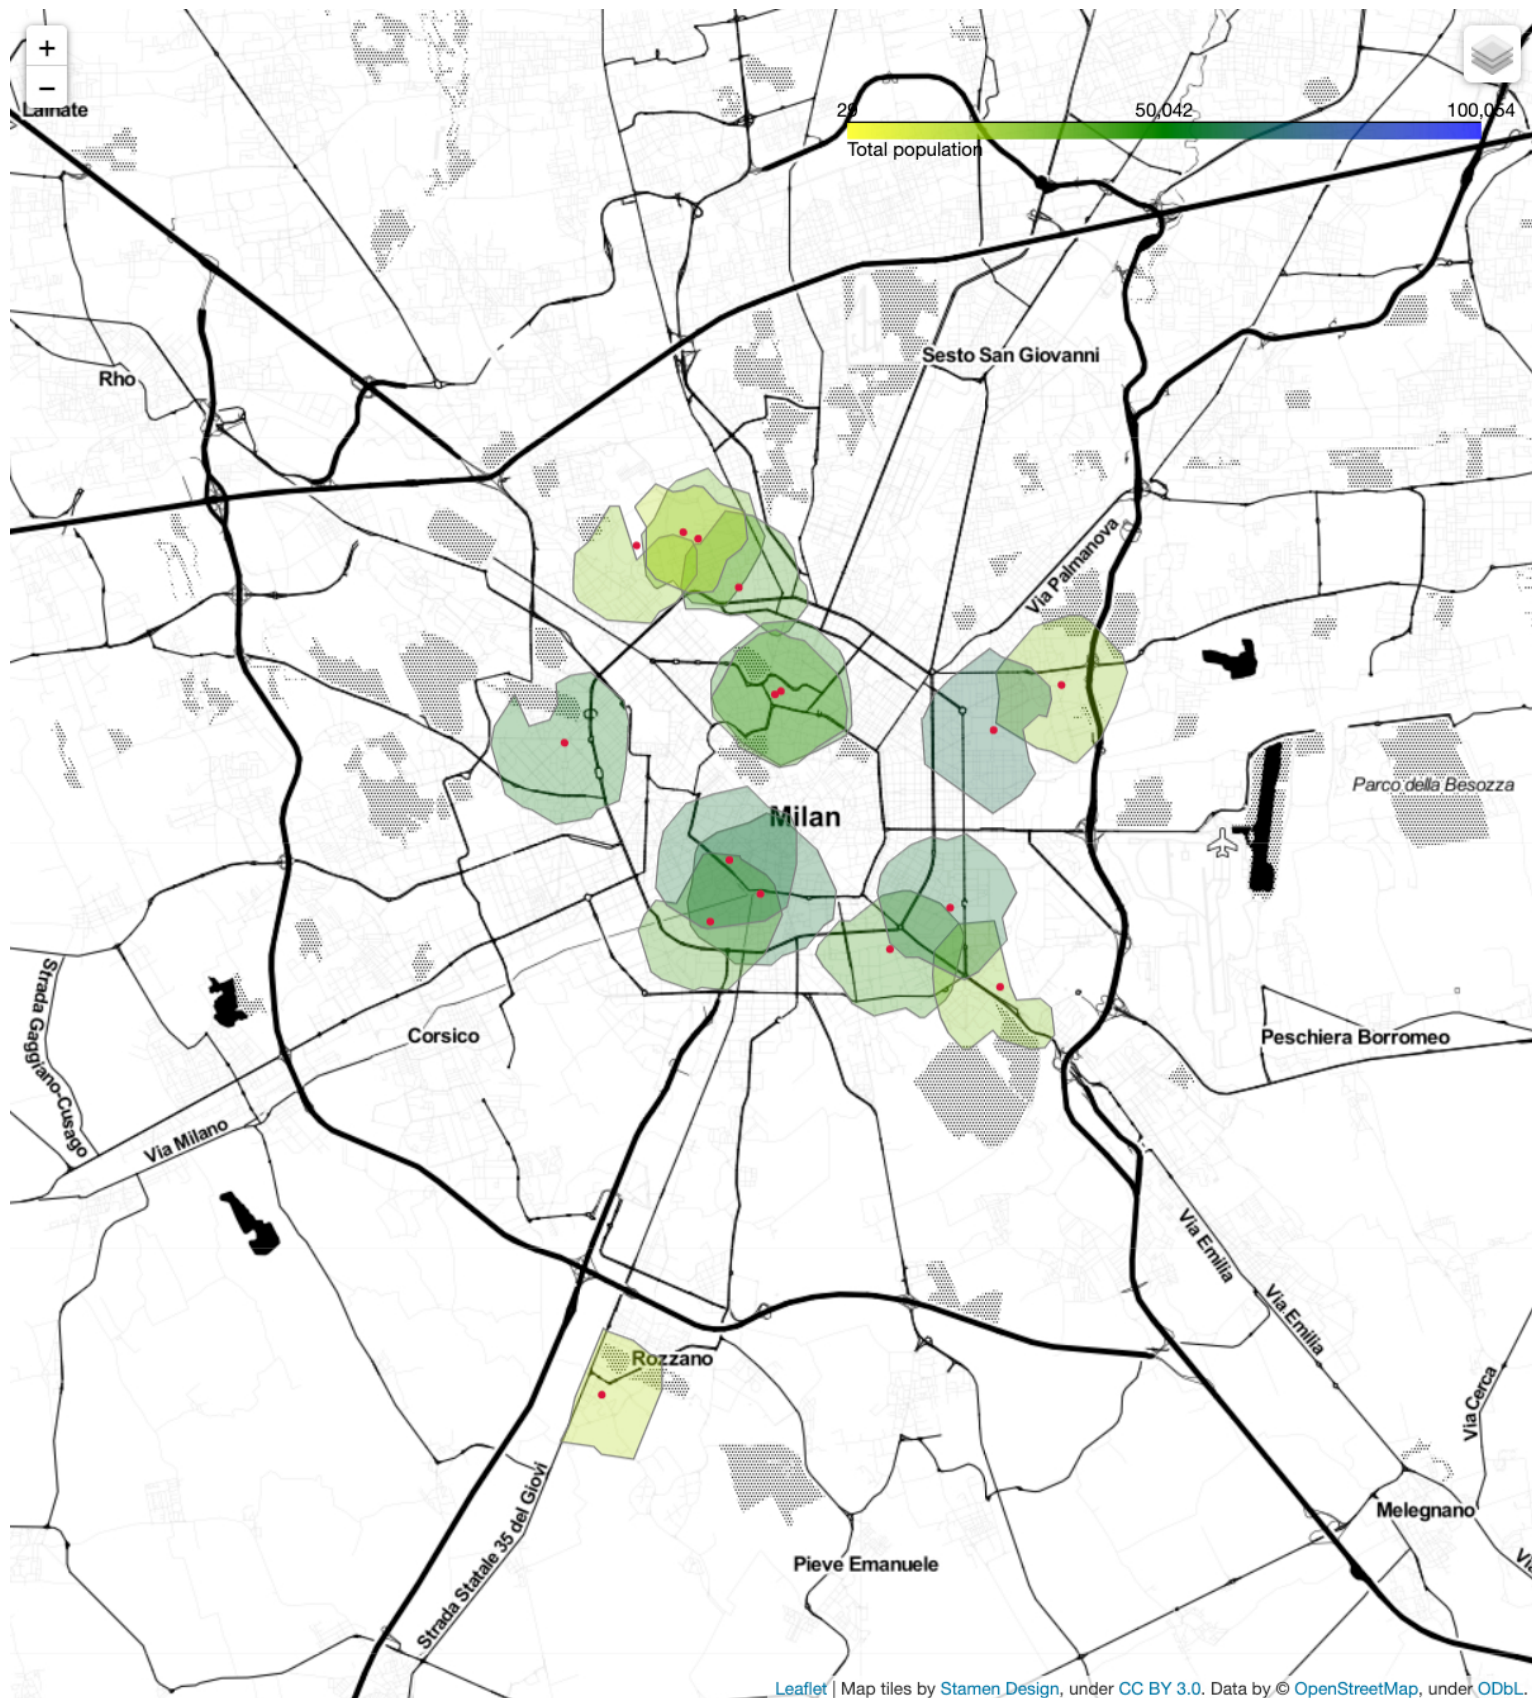 +
−
Lainate
29 50,042 100,054
Total population
Sesto San Giovanni
Rho
Via Palmanova
Parco della Besozza
Milan
Strada Gaggiano-Cusago
Corsico
Peschiera Borromeo
Via Milano
Via Emilia
Via Emilia
Rozzano
Via Cerca
Strada Statale 35 del Giovi
Melegnano
Pieve Emanuele
Leaflet | Map tiles by Stamen Design, under CC BY 3.0. Data by © OpenStreetMap, under ODbL.